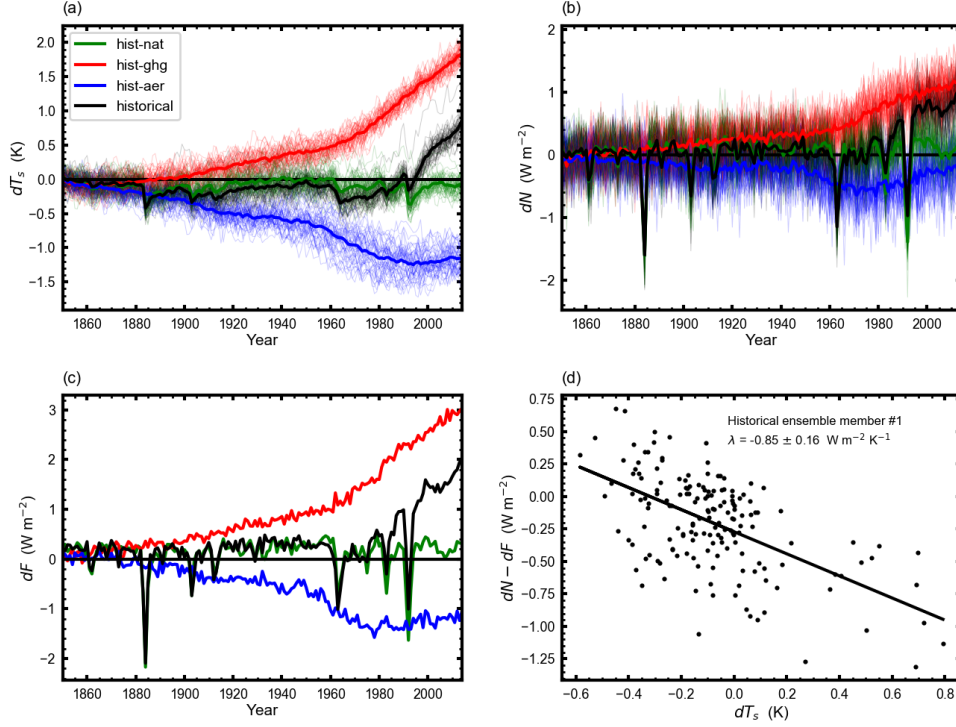 (a)
dTₛ (K)
2.0
1.5
1.0
0.5
0.0
−0.5
−1.0
−1.5
hist-nat
hist-ghg
hist-aer
historical
1860 1880 1900 1920 1940 1960 1980 2000
Year
(b)
dN (W m⁻²)
2
1
0
−1
−2
1860 1880 1900 1920 1940 1960 1980 2000
Year
(c)
dF (W m⁻²)
3
2
1
0
−1
−2
1860 1880 1900 1920 1940 1960 1980 2000
Year
(d)
dN − dF (W m⁻²)
0.75
0.50
0.25
0.00
−0.25
−0.50
−0.75
−1.00
−1.25
Historical ensemble member #1
λ = -0.85 ± 0.16 W m⁻² K⁻¹
−0.6 −0.4 −0.2 0.0 0.2 0.4 0.6 0.8
dTₛ (K)